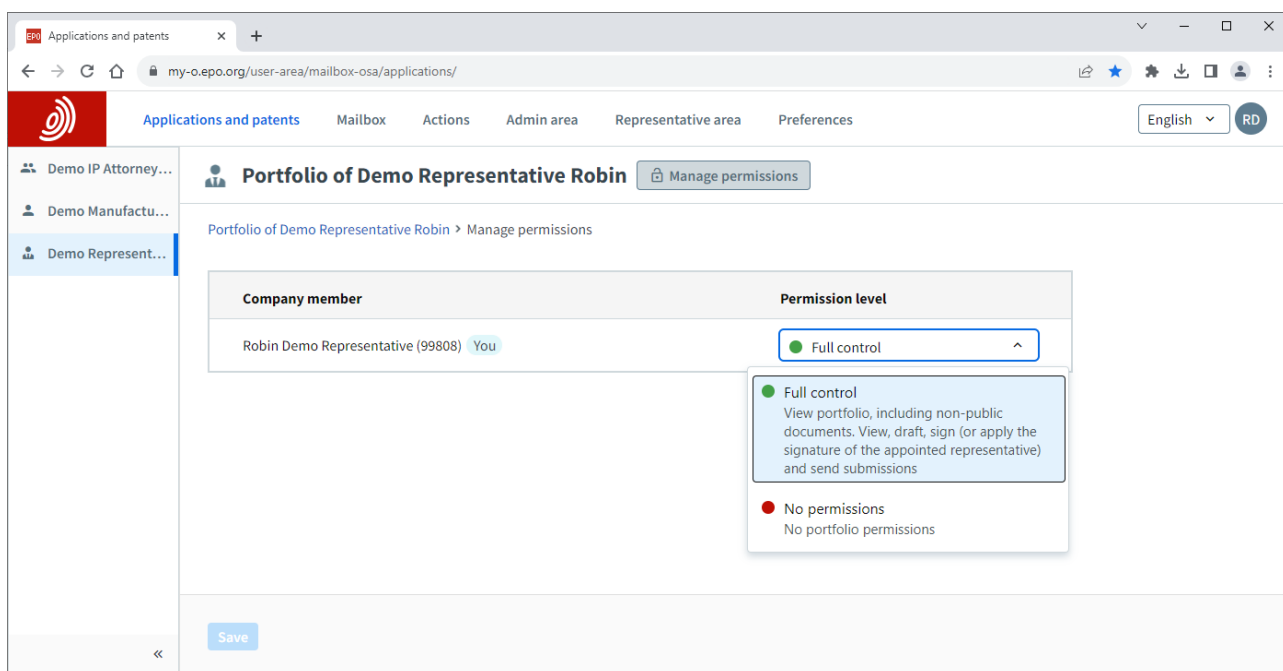 EPO Applications and patents
my-o.epo.org/user-area/mailbox-osa/applications/
Applications and patents Mailbox Actions Admin area Representative area Preferences English RD
Demo IP Attorney...
Demo Manufactu...
Demo Represent...
Portfolio of Demo Representative Robin Manage permissions
Portfolio of Demo Representative Robin > Manage permissions
Company member Permission level
Robin Demo Representative (99808) You Full control
Full control
View portfolio, including non-public
documents. View, draft, sign (or apply the
signature of the appointed representative)
and send submissions
No permissions
No portfolio permissions
Save